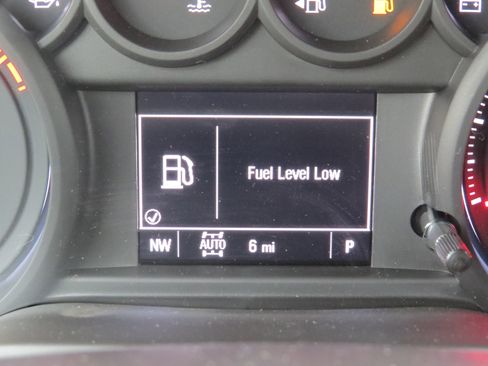 Fuel Level Low
NW AUTO 6 mi P